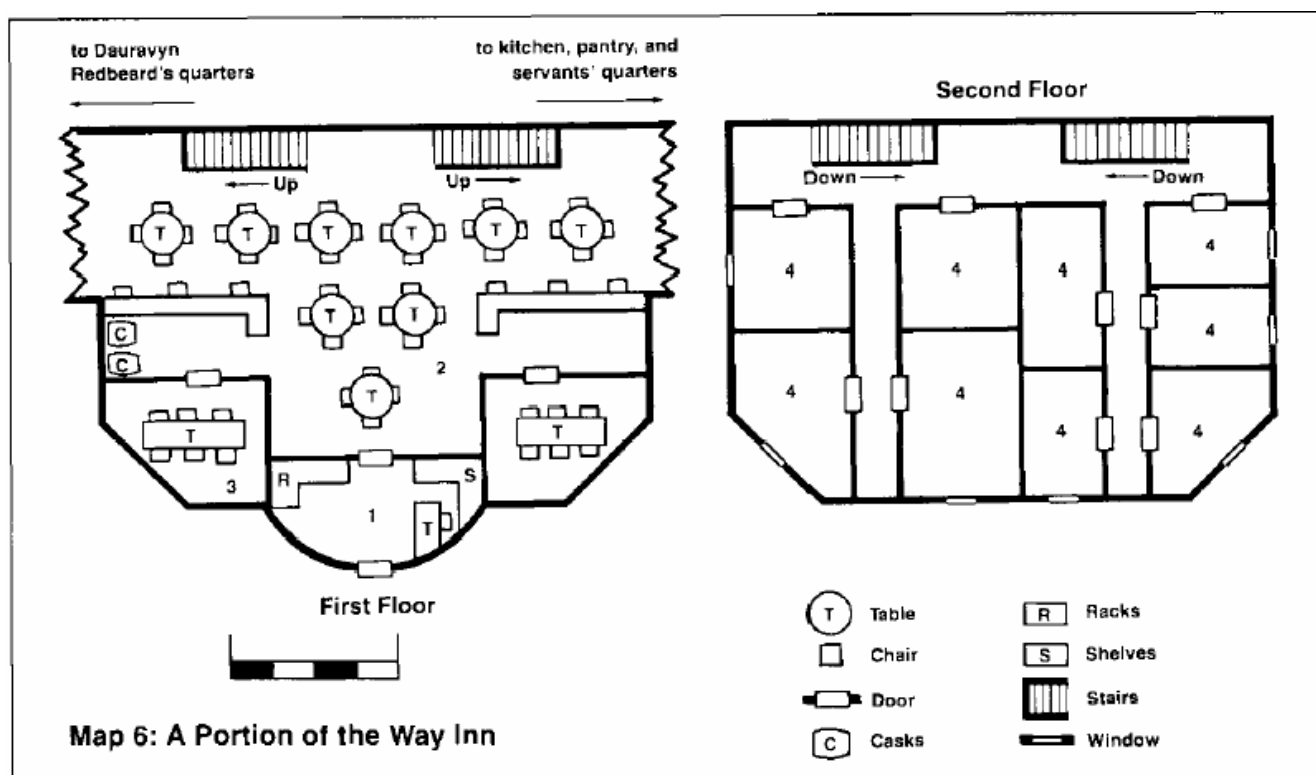 to Dauravyn
Redbeard's quarters
to kitchen, pantry, and
servants' quarters
Second Floor
Up
Up
Down
Down
T
T
T
T
T
T
4
4
4
4
T
T
C
C
2
4
T
4
4
4
4
T
T
3
R
S
1
T
First Floor
T Table
R Racks
Chair
S Shelves
Door
Stairs
C Casks
Window
Map 6: A Portion of the Way Inn